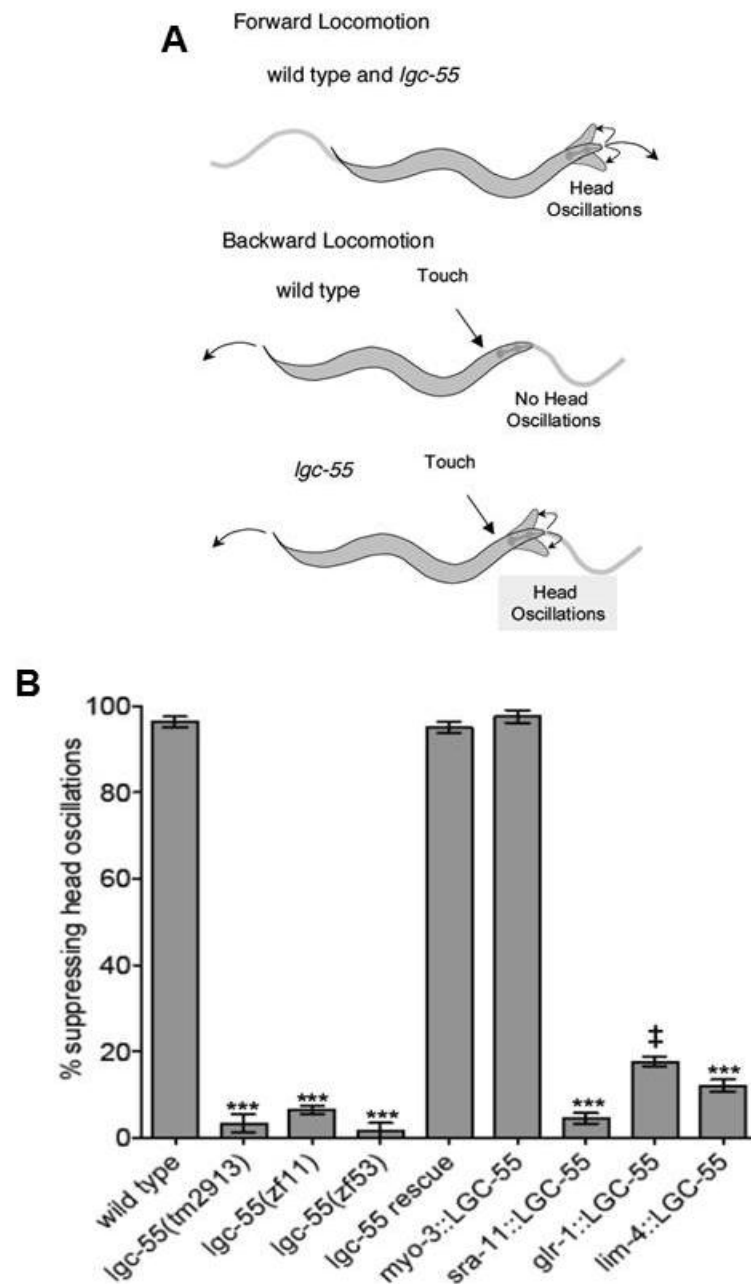 A
Forward Locomotion
wild type and lgc-55
Head
Oscillations
Backward Locomotion
wild type
Touch
No Head
Oscillations
lgc-55
Touch
Head
Oscillations
B
% suppressing head oscillations
100
80
60
40
20
0
***
***
***
***
‡
***
wild type
lgc-55(tm2913)
lgc-55(zf11)
lgc-55(zf53)
lgc-55 rescue
myo-3::LGC-55
sra-11::LGC-55
glr-1::LGC-55
lim-4::LGC-55